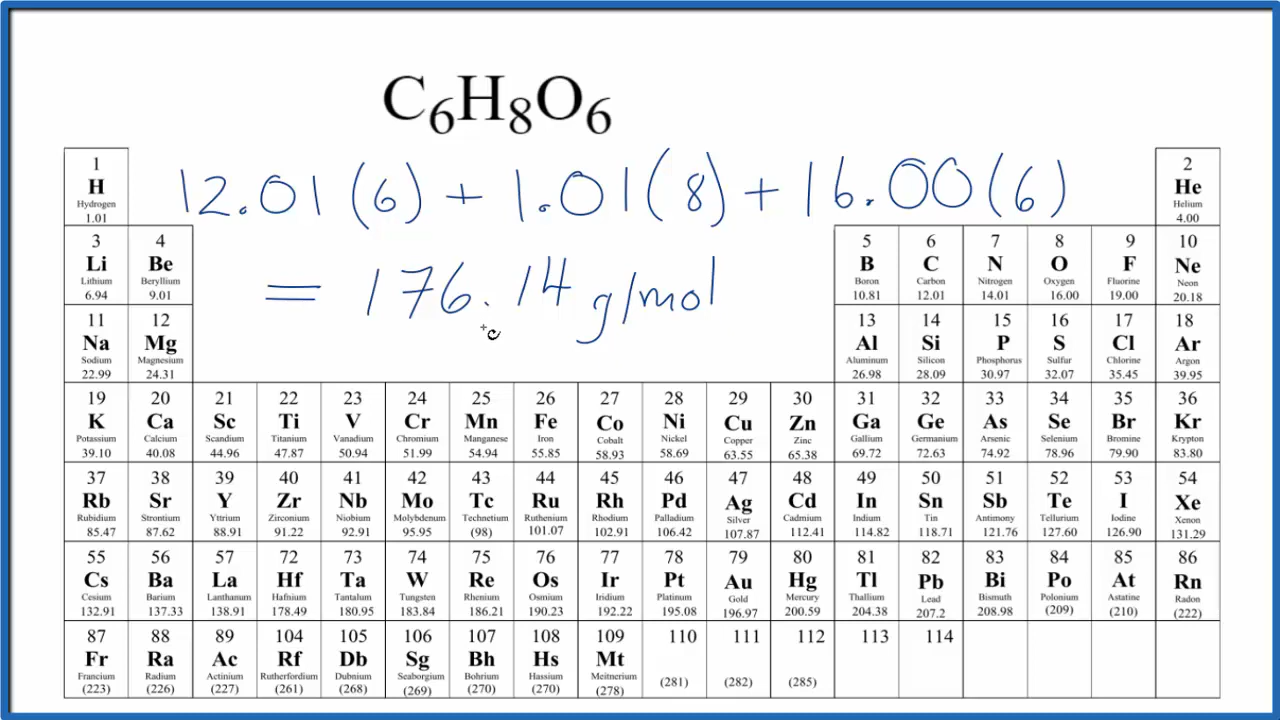 C₆H₈O₆
12.01(6) + 1.01(8) + 16.00(6)
= 176.14 g/mol
1 2
H He
Hydrogen Helium
1.01 4.00
3 4 5 6 7 8 9 10
Li Be B C N O F Ne
Lithium Beryllium Boron Carbon Nitrogen Oxygen Fluorine Neon
6.94 9.01 10.81 12.01 14.01 16.00 19.00 20.18
11 12 13 14 15 16 17 18
Na Mg Al Si P S Cl Ar
Sodium Magnesium Aluminum Silicon Phosphorus Sulfur Chlorine Argon
22.99 24.31 26.98 28.09 30.97 32.07 35.45 39.95
19 20 21 22 23 24 25 26 27 28 29 30 31 32 33 34 35 36
K Ca Sc Ti V Cr Mn Fe Co Ni Cu Zn Ga Ge As Se Br Kr
Potassium Calcium Scandium Titanium Vanadium Chromium Manganese Iron Cobalt Nickel Copper Zinc Gallium Germanium Arsenic Selenium Bromine Krypton
39.10 40.08 44.96 47.87 50.94 51.99 54.94 55.85 58.93 58.69 63.55 65.38 69.72 72.63 74.92 78.96 79.90 83.80
37 38 39 40 41 42 43 44 45 46 47 48 49 50 51 52 53 54
Rb Sr Y Zr Nb Mo Tc Ru Rh Pd Ag Cd In Sn Sb Te I Xe
Rubidium Strontium Yttrium Zirconium Niobium Molybdenum Technetium Ruthenium Rhodium Palladium Silver Cadmium Indium Tin Antimony Tellurium Iodine Xenon
85.47 87.62 88.91 91.22 92.91 95.95 (98) 101.07 102.91 106.42 107.87 112.41 114.82 118.71 121.76 127.60 126.90 131.29
55 56 57 72 73 74 75 76 77 78 79 80 81 82 83 84 85 86
Cs Ba La Hf Ta W Re Os Ir Pt Au Hg Tl Pb Bi Po At Rn
Cesium Barium Lanthanum Hafnium Tantalum Tungsten Rhenium Osmium Iridium Platinum Gold Mercury Thallium Lead Bismuth Polonium Astatine Radon
132.91 137.33 138.91 178.49 180.95 183.84 186.21 190.23 192.22 195.08 196.97 200.59 204.38 207.2 208.98 (209) (210) (222)
87 88 89 104 105 106 107 108 109 110 111 112 113 114
Fr Ra Ac Rf Db Sg Bh Hs Mt
Francium Radium Actinium Rutherfordium Dubnium Seaborgium Bohrium Hassium Meitnerium
(223) (226) (227) (261) (268) (269) (270) (270) (278) (281) (282) (285)